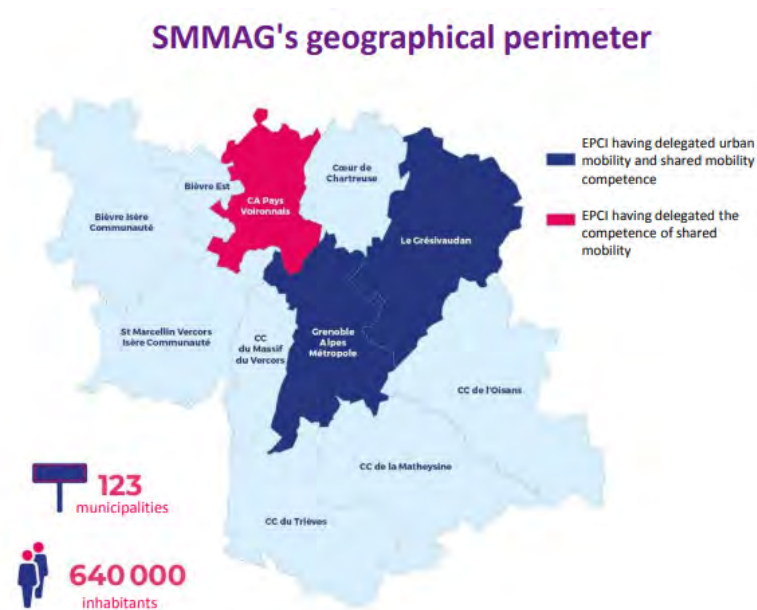 SMMAG's geographical perimeter
EPCI having delegated urban
mobility and shared mobility
competence
EPCI having delegated the
competence of shared
mobility
Cœur de
Chartreuse
Bièvre Est
CA Pays
Voironnais
Bièvre Isère
Communauté
Le Grésivaudan
St Marcellin Vercors
Isère Communauté
CC
du Massif
du Vercors
Grenoble
Alpes
Métropole
CC de l'Oisans
CC de la Matheysine
CC du Trièves
123
municipalities
640 000
inhabitants